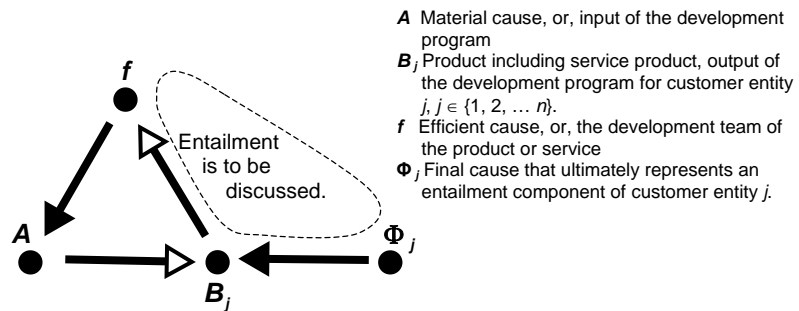 f
Entailment
is to be
discussed.
A
B j
Φ j
A Material cause, or, input of the development
program
B j Product including service product, output of
the development program for customer entity
j, j ∈ {1, 2, … n}.
f Efficient cause, or, the development team of
the product or service
Φ j Final cause that ultimately represents an
entailment component of customer entity j.